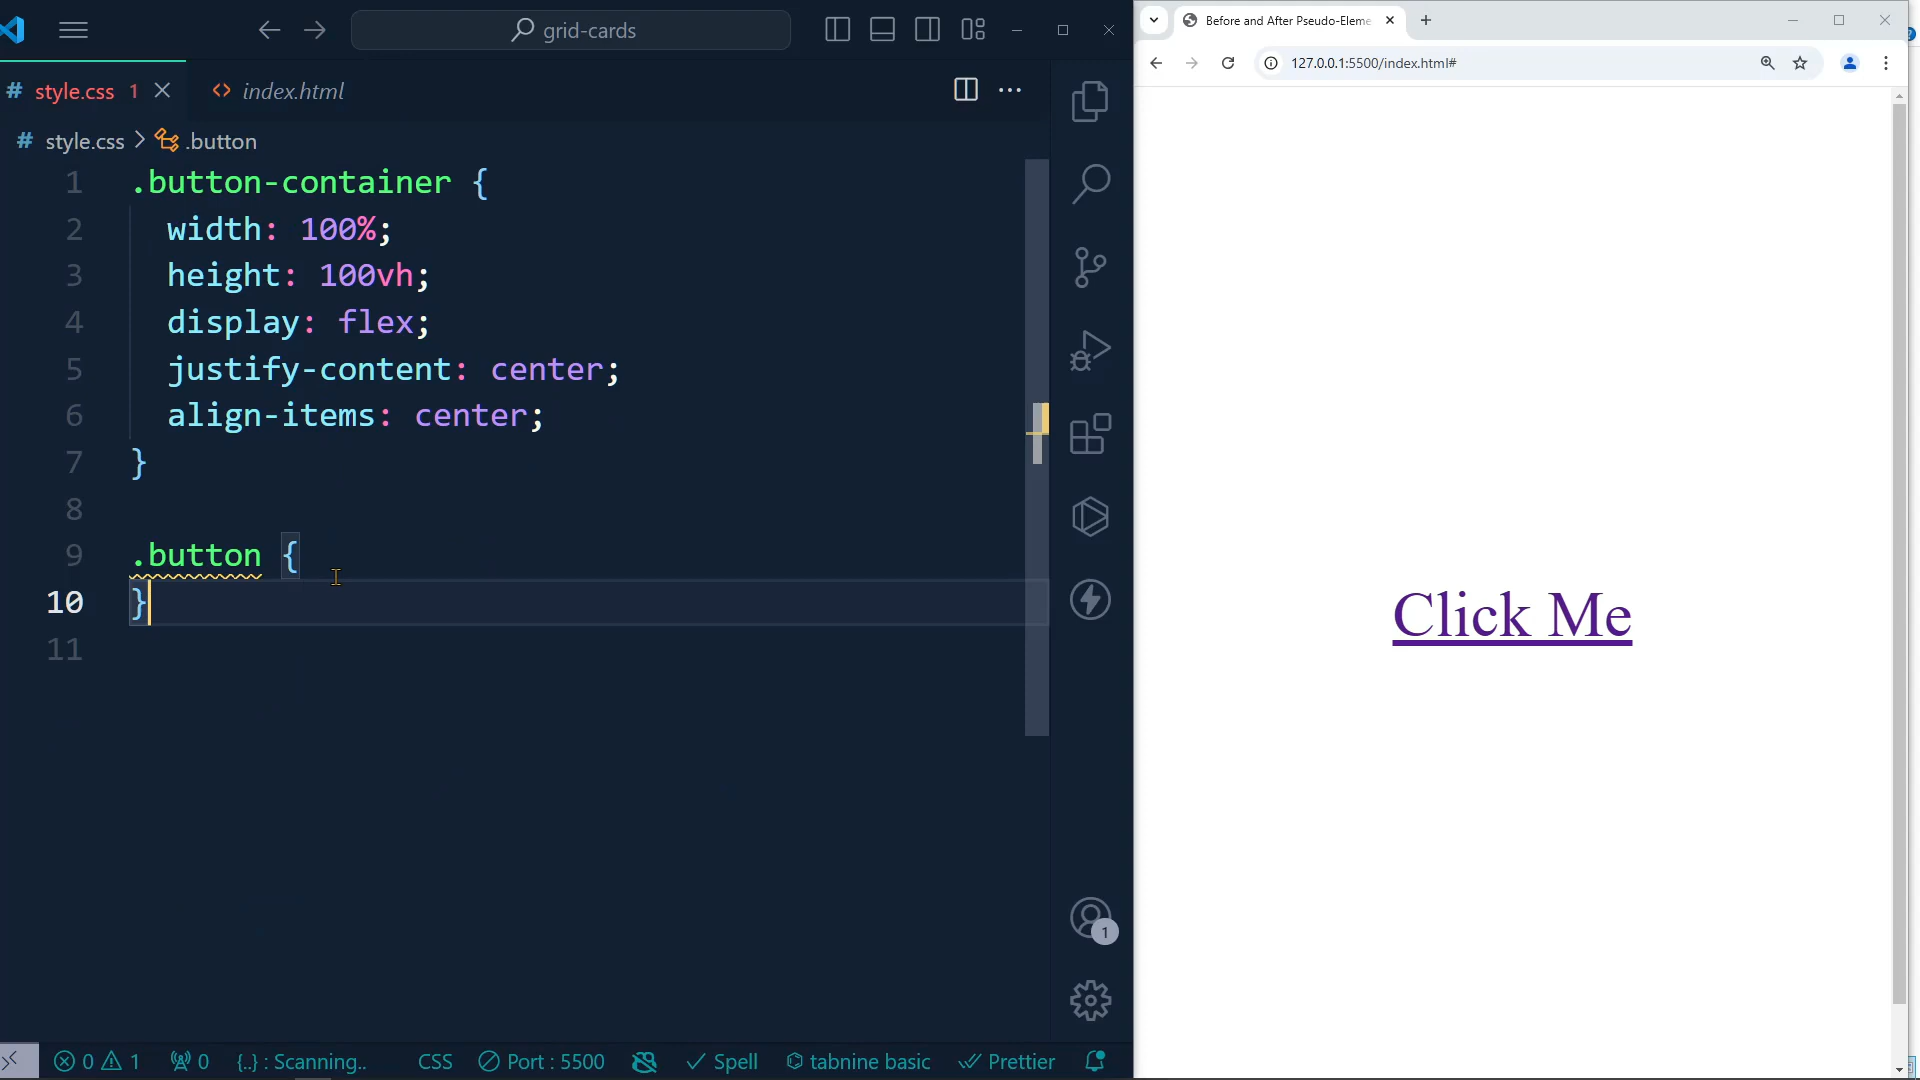 grid-cards
Before and After Pseudo-Eleme
127.0.0.1:5500/index.html#
# style.css 1
<> index.html
# style.css > .button
1 .button-container {
2 width: 100%;
3 height: 100vh;
4 display: flex;
5 justify-content: center;
6 align-items: center;
7 }
8
9 .button {
10 }
11
Click Me
1
0 1 0 {..} : Scanning.. CSS Port : 5500 Spell tabnine basic Prettier